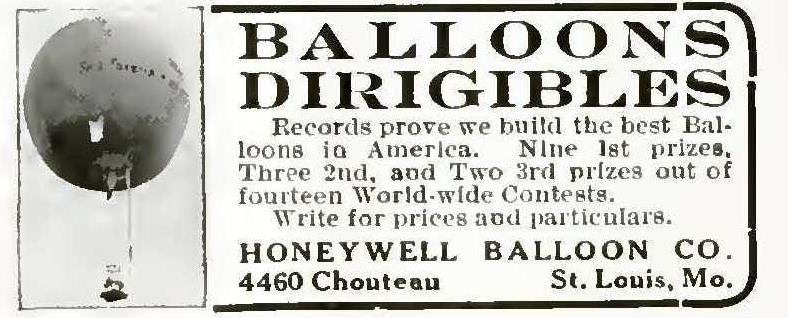 BALLOONS
DIRIGIBLES
Records prove we build the best Bal-
loons in America. Nine 1st prizes,
Three 2nd, and Two 3rd prizes out of
fourteen World-wide Contests.
Write for prices and particulars.
HONEYWELL BALLOON CO.
4460 Chouteau St. Louis, Mo.